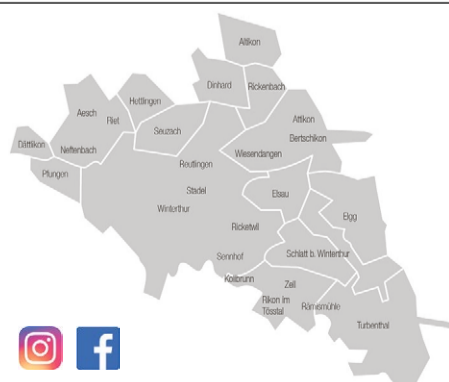 Altikon
Dinhard
Rickenbach
Hettlingen
Aesch
Riet
Attikon
Seuzach
Bertschikon
Dättlikon
Neftenbach
Wiesendangen
Reutlingen
Pfungen
Stadel
Elsau
Winterthur
Elgg
Ricketwil
Sennhof
Schlatt b. Winterthur
Kollbrunn
Zell
Rikon im
Tösstal
Rämismühle
Turbenthal